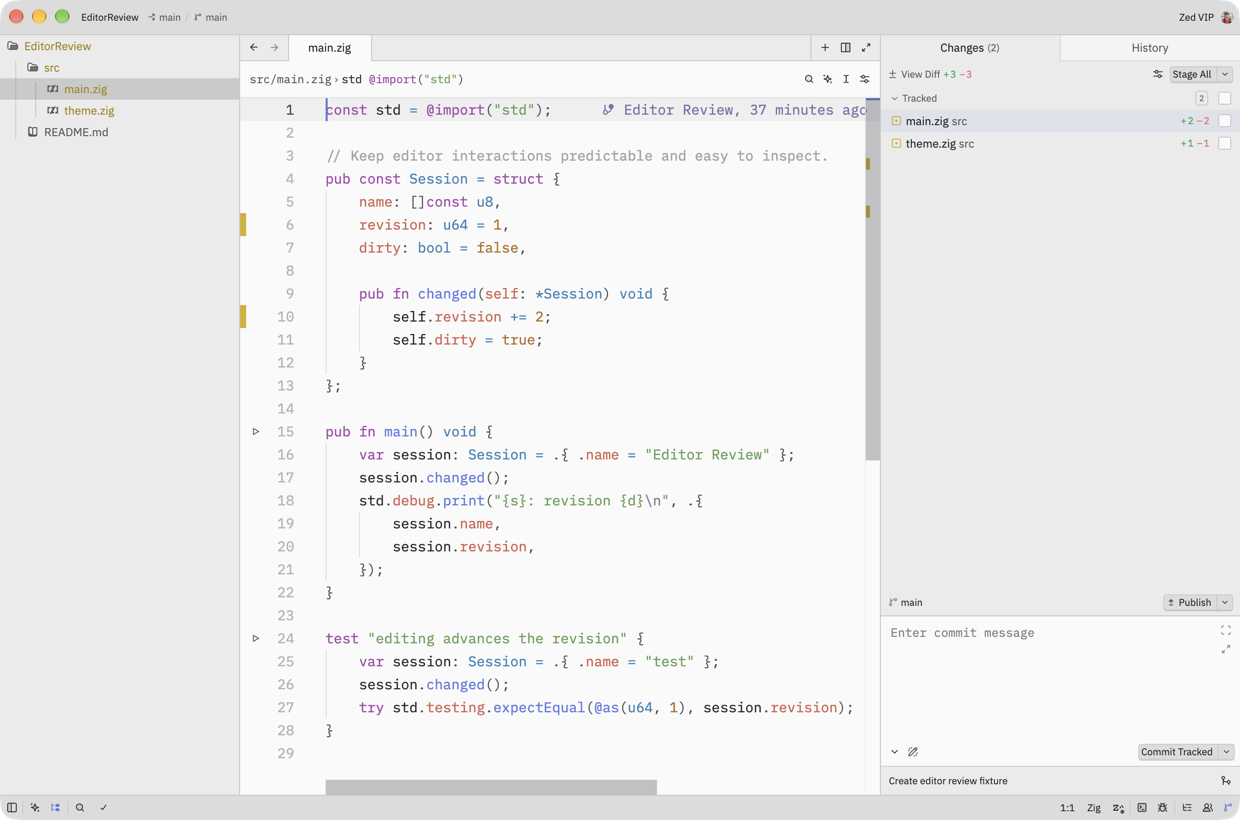 EditorReview main / main
Zed VIP
EditorReview
src
main.zig
theme.zig
README.md
main.zig
src/main.zig › std @import("std")
1 const std = @import("std"); Editor Review, 37 minutes ago
2
3 // Keep editor interactions predictable and easy to inspect.
4 pub const Session = struct {
5 name: []const u8,
6 revision: u64 = 1,
7 dirty: bool = false,
8
9 pub fn changed(self: *Session) void {
10 self.revision += 2;
11 self.dirty = true;
12 }
13 };
14
15 pub fn main() void {
16 var session: Session = .{ .name = "Editor Review" };
17 session.changed();
18 std.debug.print("{s}: revision {d}\n", .{
19 session.name,
20 session.revision,
21 });
22 }
23
24 test "editing advances the revision" {
25 var session: Session = .{ .name = "test" };
26 session.changed();
27 try std.testing.expectEqual(@as(u64, 1), session.revision);
28 }
29
Changes (2) History
View Diff +3 −3 Stage All
Tracked 2
main.zig src +2 −2
theme.zig src +1 −1
main Publish
Enter commit message
Commit Tracked
Create editor review fixture
1:1 Zig